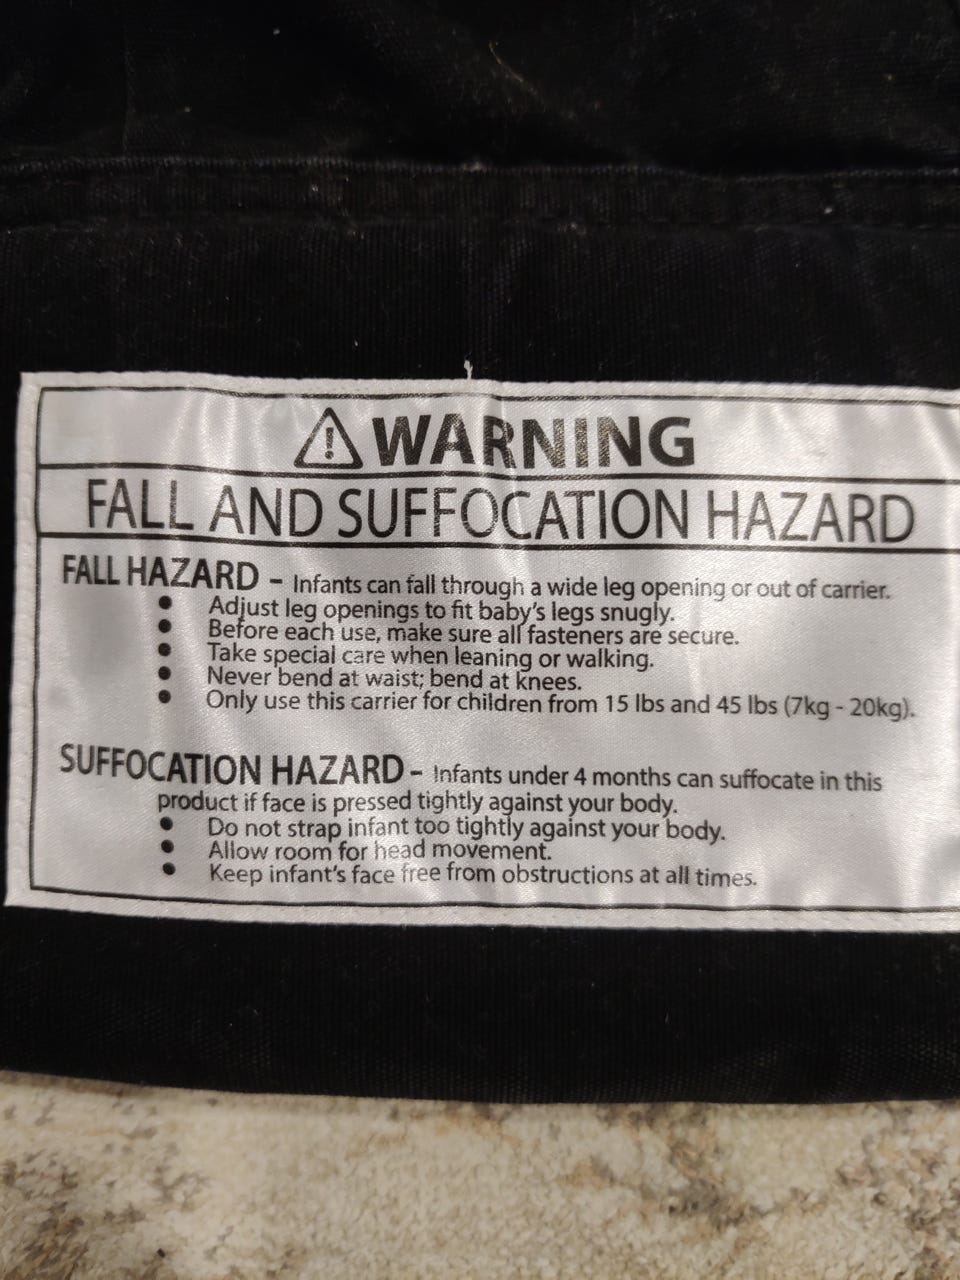 WARNING
FALL AND SUFFOCATION HAZARD
FALL HAZARD - Infants can fall through a wide leg opening or out of carrier.
• Adjust leg openings to fit baby's legs snugly.
• Before each use, make sure all fasteners are secure.
• Take special care when leaning or walking.
• Never bend at waist; bend at knees.
• Only use this carrier for children from 15 lbs and 45 lbs (7kg - 20kg).
SUFFOCATION HAZARD - Infants under 4 months can suffocate in this
product if face is pressed tightly against your body.
• Do not strap infant too tightly against your body.
• Allow room for head movement.
• Keep infant's face free from obstructions at all times.